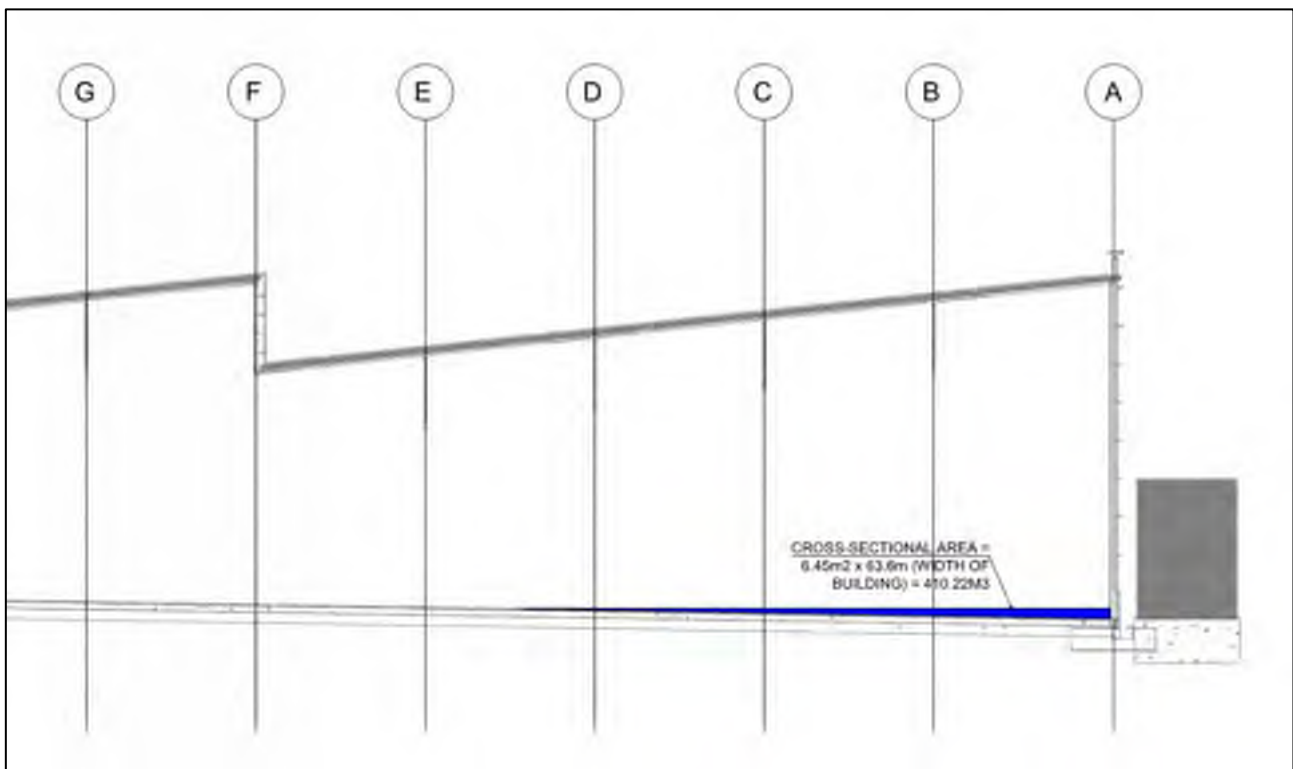 G F E D C B A
CROSS-SECTIONAL AREA =
6.45m2 x 63.6m (WIDTH OF
BUILDING) = 410.22M3